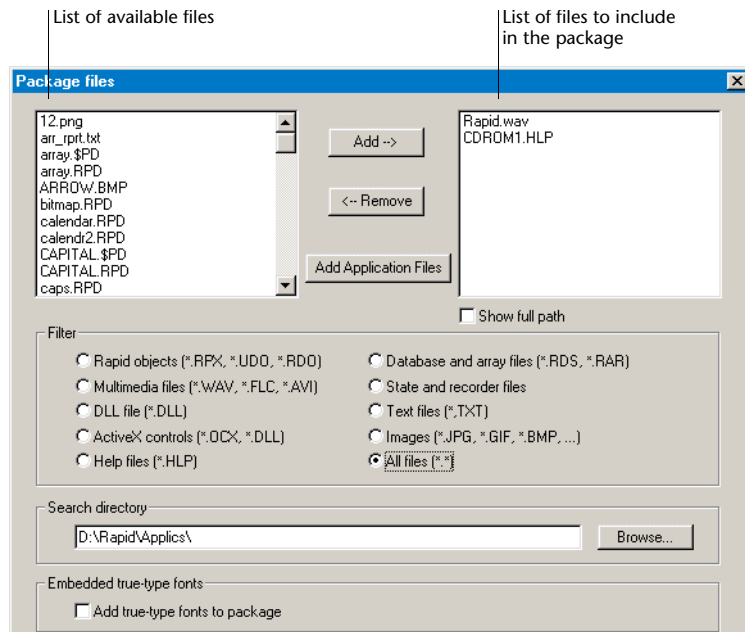 List of available files
List of files to include
in the package
Package files
12.png
arr_rprt.txt
array.$PD
array.RPD
ARROW.BMP
bitmap.RPD
calendar.RPD
calendr2.RPD
CAPITAL.$PD
CAPITAL.RPD
caps.RPD
Add -->
<-- Remove
Add Application Files
Rapid.wav
CDROM1.HLP
Show full path
Filter
Rapid objects (*.RPX, *.UDO, *.RDO)
Database and array files (*.RDS, *.RAR)
Multimedia files (*.WAV, *.FLC, *.AVI)
State and recorder files
DLL file (*.DLL)
Text files (*,TXT)
ActiveX controls (*.OCX, *.DLL)
Images (*.JPG, *.GIF, *.BMP, ...)
Help files (*.HLP)
All files (*.*)
Search directory
D:\Rapid\Applics\
Browse...
Embedded true-type fonts
Add true-type fonts to package